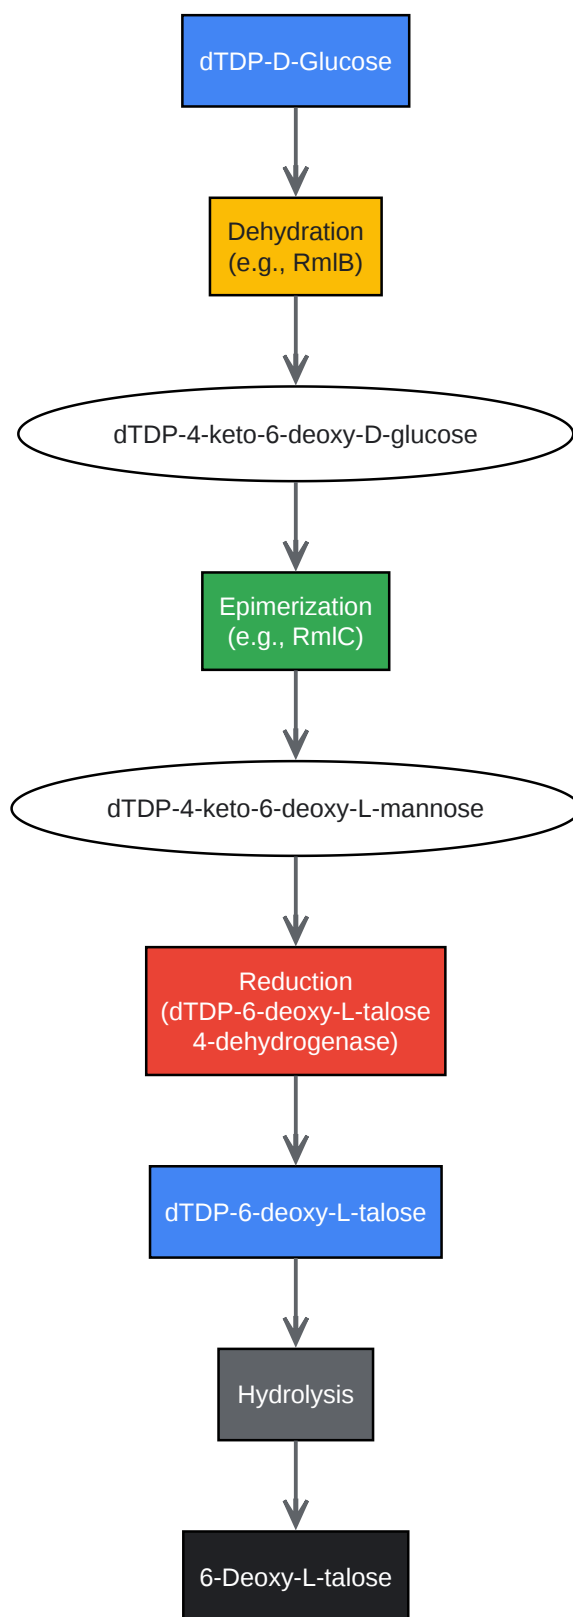 dTDP-D-Glucose
Dehydration
(e.g., RmlB)
dTDP-4-keto-6-deoxy-D-glucose
Epimerization
(e.g., RmlC)
dTDP-4-keto-6-deoxy-L-mannose
Reduction
(dTDP-6-deoxy-L-talose
4-dehydrogenase)
dTDP-6-deoxy-L-talose
Hydrolysis
6-Deoxy-L-talose